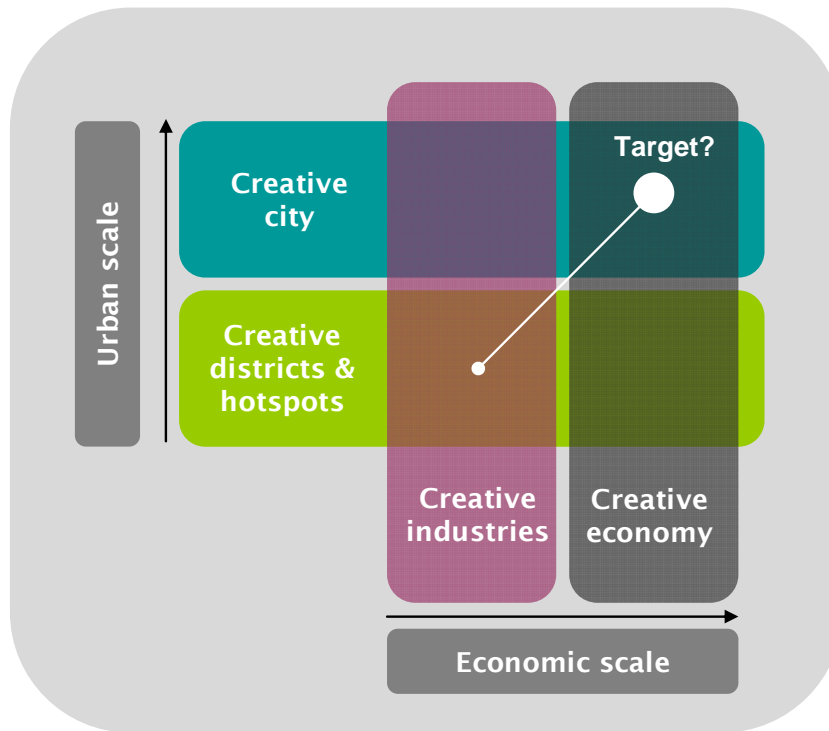 Target?
Creative
city
Urban scale
Creative
districts &
hotspots
Creative
industries
Creative
economy
Economic scale